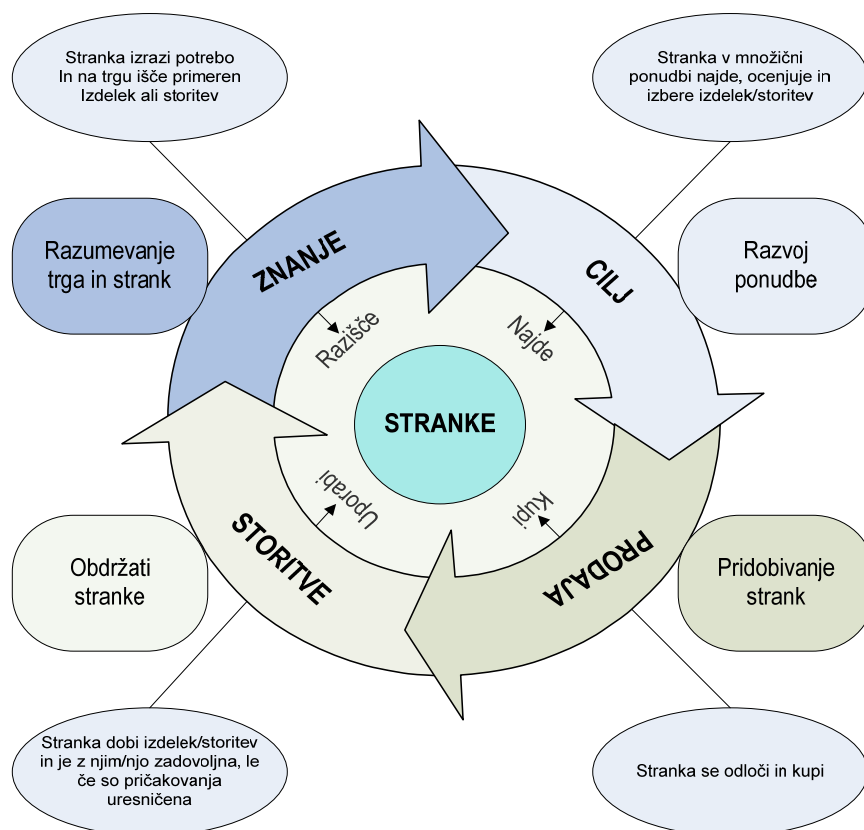 Stranka izrazi potrebo
In na trgu išče primeren
Izdelek ali storitev
Stranka v množični
ponudbi najde, ocenjuje in
izbere izdelek/storitev
Razumevanje
trga in strank
ZNANJE
CILJ
Razvoj
ponudbe
Razišče
Najde
STRANKE
Uporabi
Kupi
Obdržati
stranke
STORITVE
PRODAJA
Pridobivanje
strank
Stranka dobi izdelek/storitev
in je z njim/njo zadovoljna, le
če so pričakovanja
uresničena
Stranka se odloči in kupi